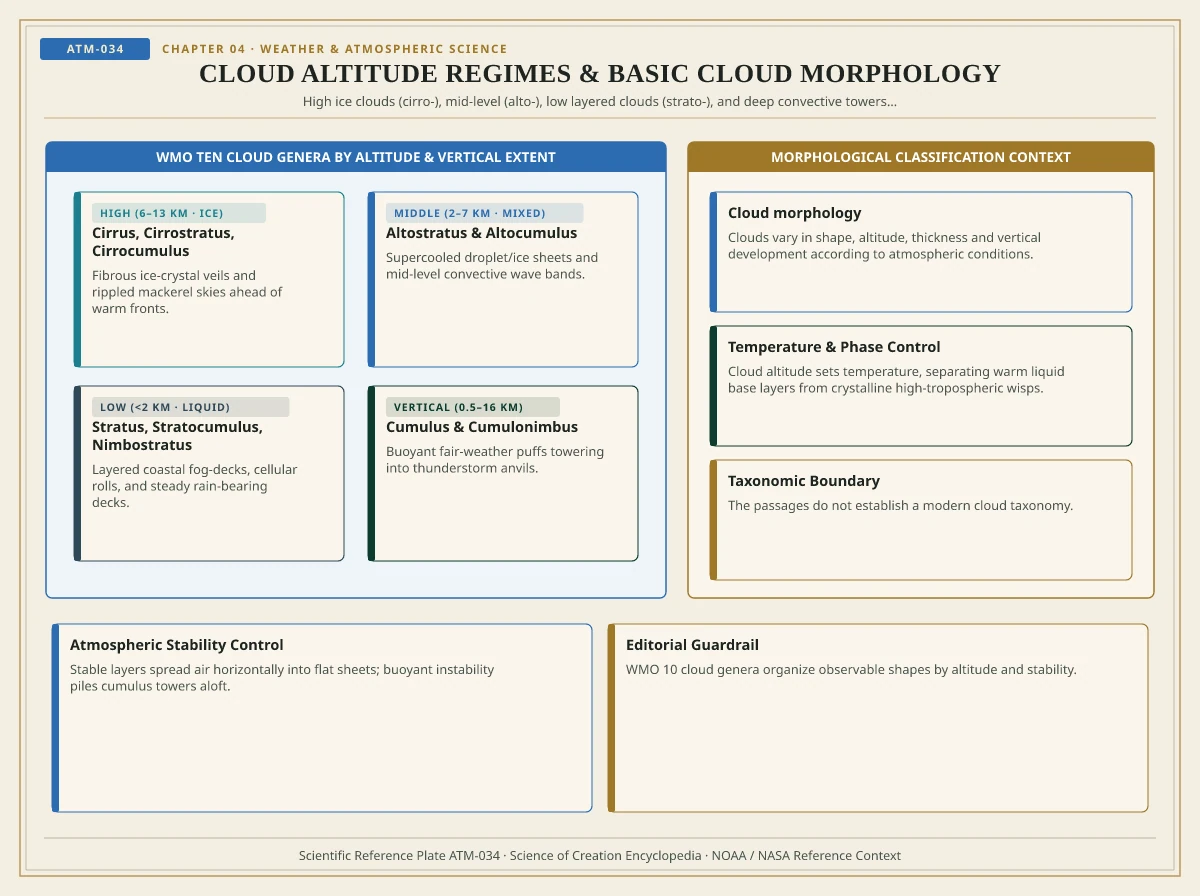 ATM-034
CHAPTER 04 · WEATHER & ATMOSPHERIC SCIENCE
CLOUD ALTITUDE REGIMES & BASIC CLOUD MORPHOLOGY
High ice clouds (cirro-), mid-level (alto-), low layered clouds (strato-), and deep convective towers...
WMO TEN CLOUD GENERA BY ALTITUDE & VERTICAL EXTENT
HIGH (6–13 KM · ICE)
Cirrus, Cirrostratus,
Cirrocumulus
Fibrous ice-crystal veils and
rippled mackerel skies ahead of
warm fronts.
MIDDLE (2–7 KM · MIXED)
Altostratus & Altocumulus
Supercooled droplet/ice sheets and
mid-level convective wave bands.
LOW (<2 KM · LIQUID)
Stratus, Stratocumulus,
Nimbostratus
Layered coastal fog-decks, cellular
rolls, and steady rain-bearing
decks.
VERTICAL (0.5–16 KM)
Cumulus & Cumulonimbus
Buoyant fair-weather puffs towering
into thunderstorm anvils.
MORPHOLOGICAL CLASSIFICATION CONTEXT
Cloud morphology
Clouds vary in shape, altitude, thickness and vertical
development according to atmospheric conditions.
Temperature & Phase Control
Cloud altitude sets temperature, separating warm liquid
base layers from crystalline high-tropospheric wisps.
Taxonomic Boundary
The passages do not establish a modern cloud taxonomy.
Atmospheric Stability Control
Stable layers spread air horizontally into flat sheets; buoyant instability
piles cumulus towers aloft.
Editorial Guardrail
WMO 10 cloud genera organize observable shapes by altitude and stability.
Scientific Reference Plate ATM-034 · Science of Creation Encyclopedia · NOAA / NASA Reference Context